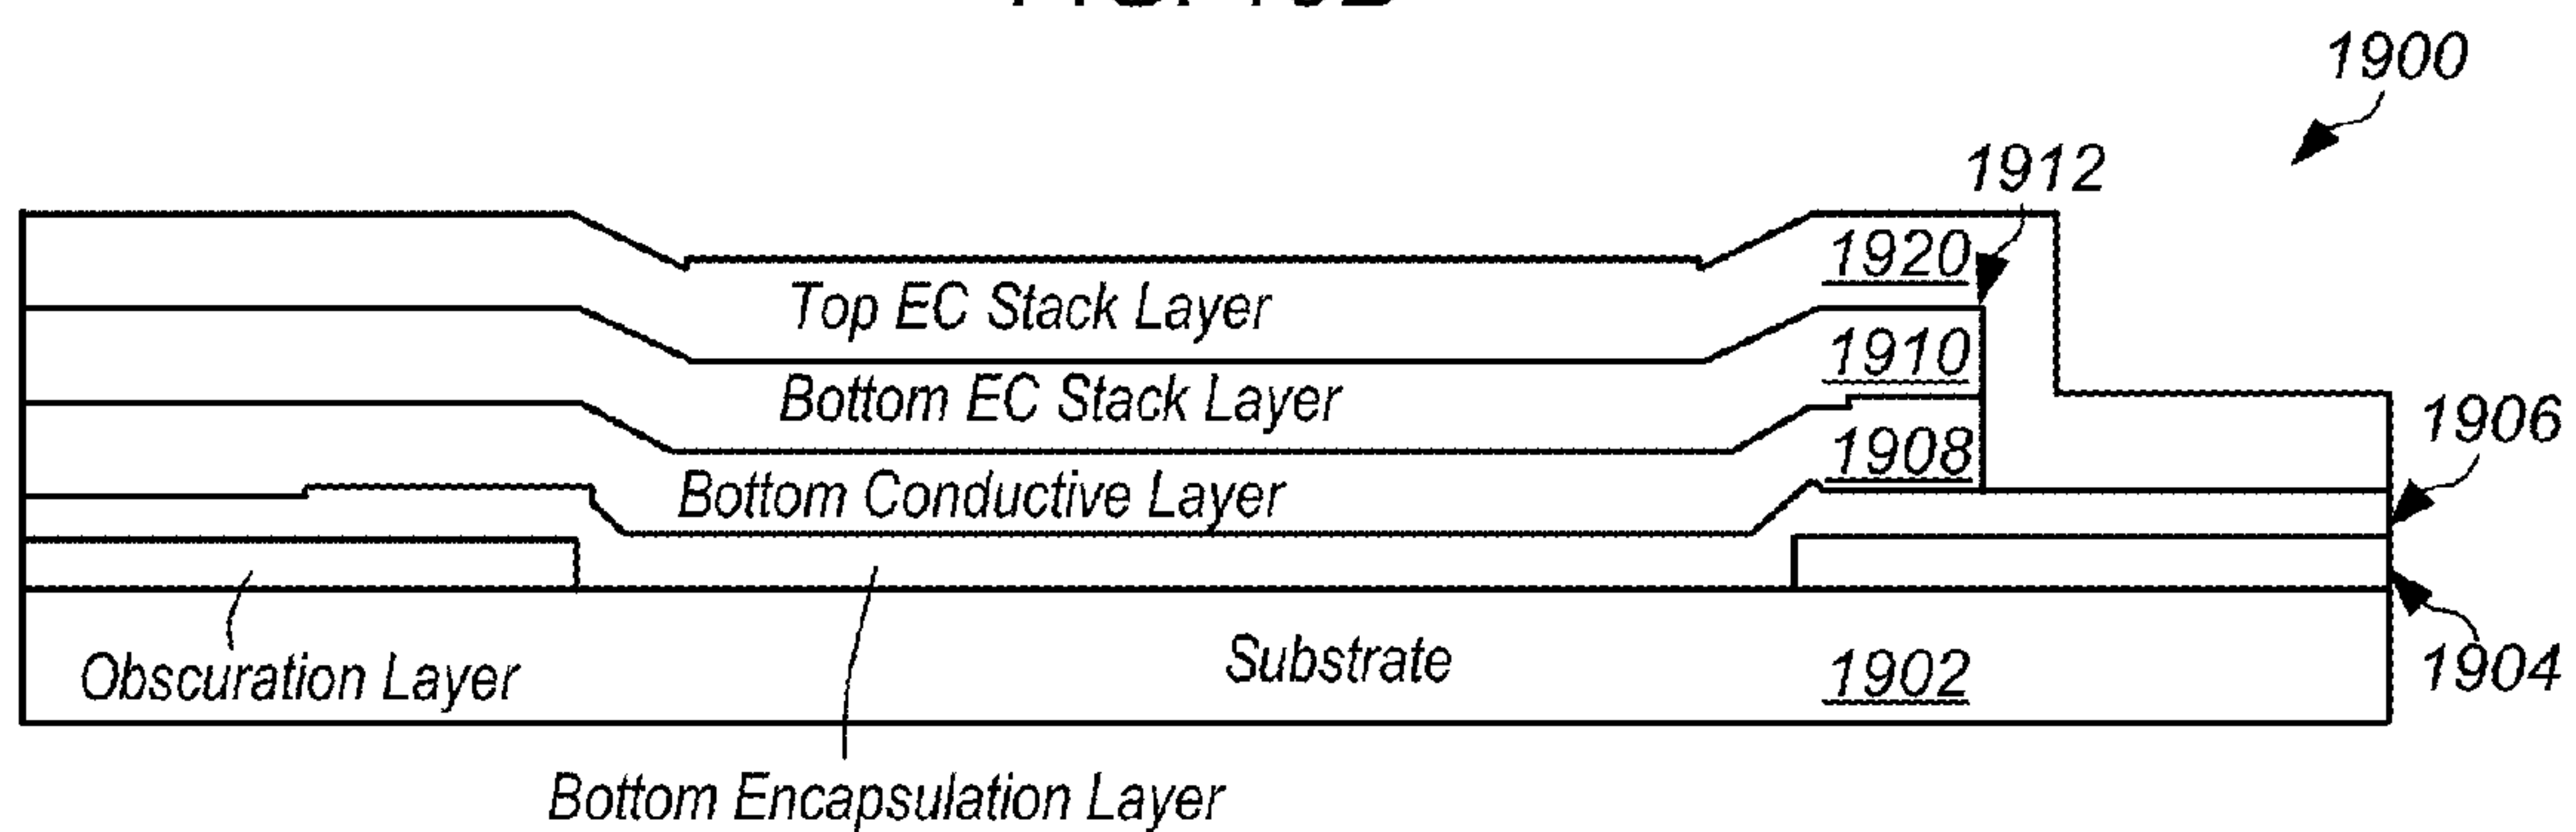 1900
1912
1920
Top EC Stack Layer
1910
Bottom EC Stack Layer
1906
1908
Bottom Conductive Layer
Substrate
Obscuration Layer
1902
1904
Bottom Encapsulation Layer